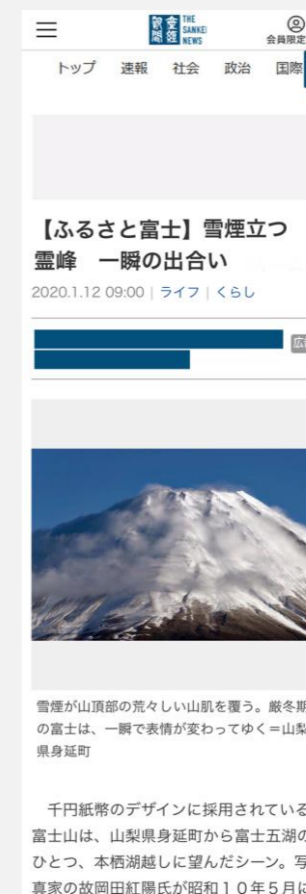 産経新聞 THE SANKEI NEWS
会員限定
トップ 速報 社会 政治 国際
【ふるさと富士】雪煙立つ
霊峰 一瞬の出合い
2020.1.12 09:00 | ライフ | くらし
雪煙が山頂部の荒々しい山肌を覆う。厳冬期
の富士は、一瞬で表情が変わってゆく＝山梨
県身延町
千円紙幣のデザインに採用されている
富士山は、山梨県身延町から富士五湖の
ひとつ、本栖湖越しに望んだシーン。写
真家の故岡田紅陽氏が昭和１０年５月に